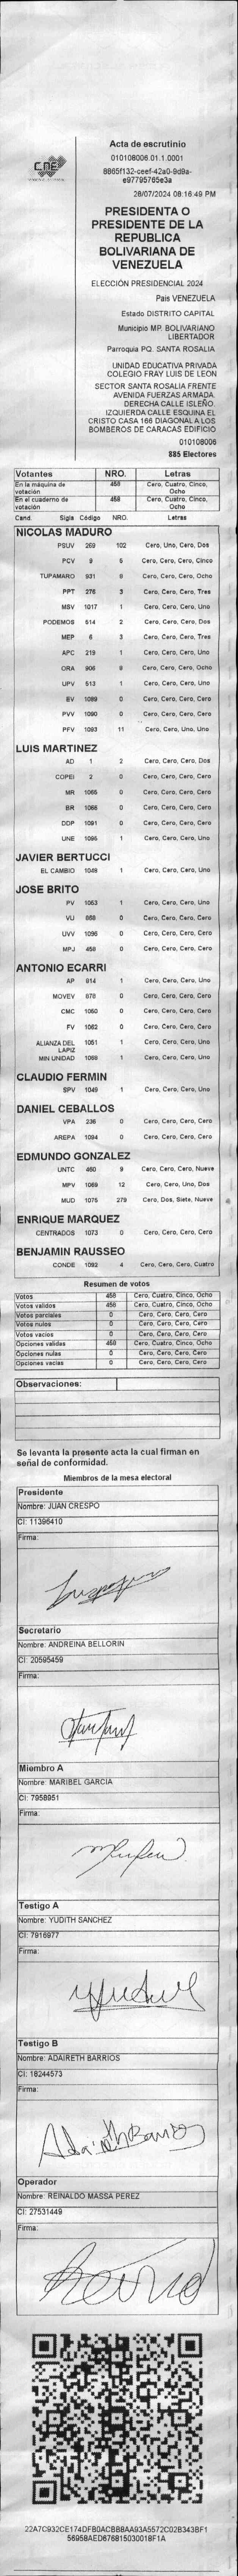 CNE
Acta de escrutinio
010108006.01.1.0001
8865f132-ceef-42a0-9d9a-
e97795765e3a
28/07/2024 08:16:49 PM
PRESIDENTA O
PRESIDENTE DE LA
REPUBLICA
BOLIVARIANA DE
VENEZUELA
ELECCIÓN PRESIDENCIAL 2024
Pais VENEZUELA
Estado DISTRITO CAPITAL
Municipio MP. BOLIVARIANO
LIBERTADOR
Parroquia PQ. SANTA ROSALIA
UNIDAD EDUCATIVA PRIVADA
COLEGIO FRAY LUIS DE LEON
SECTOR SANTA ROSALIA FRENTE
AVENIDA FUERZAS ARMADA.
DERECHA CALLE ISLEÑO.
IZQUIERDA CALLE ESQUINA EL
CRISTO CASA 166 DIAGONAL A LOS
BOMBEROS DE CARACAS EDIFICIO
010108006
885 Electores
Votantes NRO. Letras
En la máquina de votación 458 Cero, Cuatro, Cinco, Ocho
En el cuaderno de votación 458 Cero, Cuatro, Cinco, Ocho
Cand. Sigla Código NRO. Letras
NICOLAS MADURO
PSUV 269 102 Cero, Uno, Cero, Dos
PCV 9 5 Cero, Cero, Cero, Cinco
TUPAMARO 931 8 Cero, Cero, Cero, Ocho
PPT 276 3 Cero, Cero, Cero, Tres
MSV 1017 1 Cero, Cero, Cero, Uno
PODEMOS 514 2 Cero, Cero, Cero, Dos
MEP 6 3 Cero, Cero, Cero, Tres
APC 219 1 Cero, Cero, Cero, Uno
ORA 906 8 Cero, Cero, Cero, Ocho
UPV 513 1 Cero, Cero, Cero, Uno
EV 1089 0 Cero, Cero, Cero, Cero
PVV 1090 0 Cero, Cero, Cero, Cero
PFV 1093 11 Cero, Cero, Uno, Uno
LUIS MARTINEZ
AD 1 2 Cero, Cero, Cero, Dos
COPEI 2 0 Cero, Cero, Cero, Cero
MR 1065 0 Cero, Cero, Cero, Cero
BR 1066 0 Cero, Cero, Cero, Cero
DDP 1091 0 Cero, Cero, Cero, Cero
UNE 1095 1 Cero, Cero, Cero, Uno
JAVIER BERTUCCI
EL CAMBIO 1048 1 Cero, Cero, Cero, Uno
JOSE BRITO
PV 1053 1 Cero, Cero, Cero, Uno
VU 868 0 Cero, Cero, Cero, Cero
UVV 1096 0 Cero, Cero, Cero, Cero
MPJ 458 0 Cero, Cero, Cero, Cero
ANTONIO ECARRI
AP 914 1 Cero, Cero, Cero, Uno
MOVEV 878 0 Cero, Cero, Cero, Cero
CMC 1050 0 Cero, Cero, Cero, Cero
FV 1062 0 Cero, Cero, Cero, Cero
ALIANZA DEL LAPIZ 1051 1 Cero, Cero, Cero, Uno
MIN UNIDAD 1088 1 Cero, Cero, Cero, Uno
CLAUDIO FERMIN
SPV 1049 1 Cero, Cero, Cero, Uno
DANIEL CEBALLOS
VPA 236 0 Cero, Cero, Cero, Cero
AREPA 1094 0 Cero, Cero, Cero, Cero
EDMUNDO GONZALEZ
UNTC 460 9 Cero, Cero, Cero, Nueve
MPV 1069 12 Cero, Cero, Uno, Dos
MUD 1075 279 Cero, Dos, Siete, Nueve
ENRIQUE MARQUEZ
CENTRADOS 1073 0 Cero, Cero, Cero, Cero
BENJAMIN RAUSSEO
CONDE 1092 4 Cero, Cero, Cero, Cuatro
Resumen de votos
Votos 458 Cero, Cuatro, Cinco, Ocho
Votos validos 458 Cero, Cuatro, Cinco, Ocho
Votos parciales 0 Cero, Cero, Cero, Cero
Votos nulos 0 Cero, Cero, Cero, Cero
Votos vacios 0 Cero, Cero, Cero, Cero
Opciones validas 458 Cero, Cuatro, Cinco, Ocho
Opciones nulas 0 Cero, Cero, Cero, Cero
Opciones vacias 0 Cero, Cero, Cero, Cero
Observaciones:
Se levanta la presente acta la cual firman en
señal de conformidad.
Miembros de la mesa electoral
Presidente
Nombre: JUAN CRESPO
CI: 11396410
Firma:
Secretario
Nombre: ANDREINA BELLORIN
CI: 20595459
Firma:
Miembro A
Nombre: MARIBEL GARCIA
CI: 7958951
Firma:
Testigo A
Nombre: YUDITH SANCHEZ
CI: 7916977
Firma:
Testigo B
Nombre: ADAIRETH BARRIOS
CI: 18244573
Firma:
Adaireth Barrios
Operador
Nombre: REINALDO MASSA PEREZ
CI: 27531449
Firma:
22A7C932CE174DFB0ACBB8AA93A5572C02B343BF1
56958AED676815030018F1A